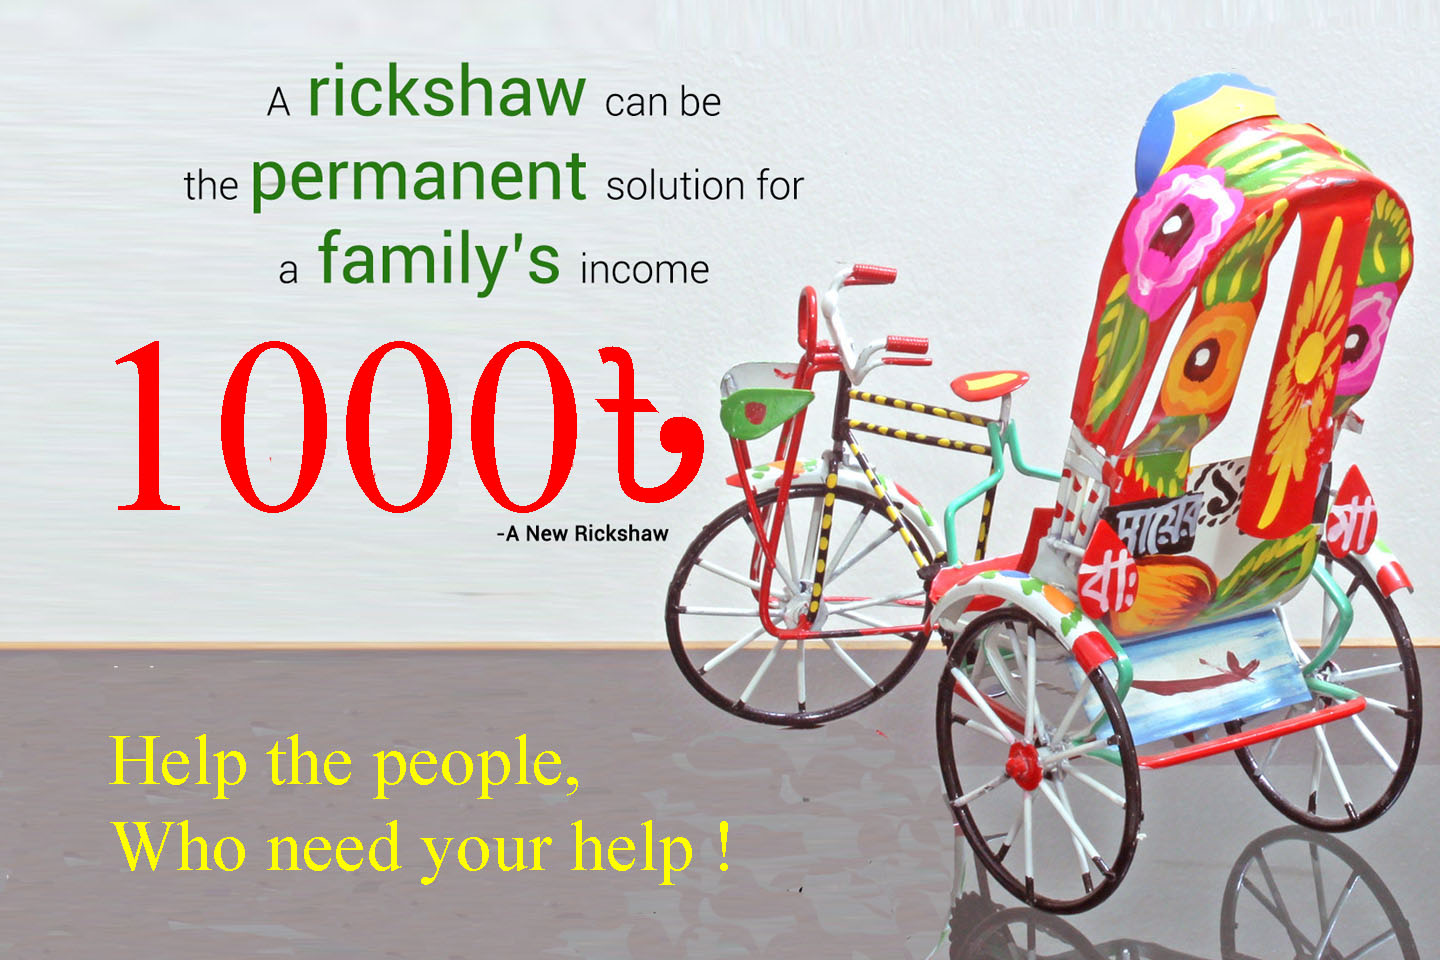 A rickshaw can be
the permanent solution for
a family's income
1000৳
-A New Rickshaw
মায়ের
Help the people,
Who need your help !